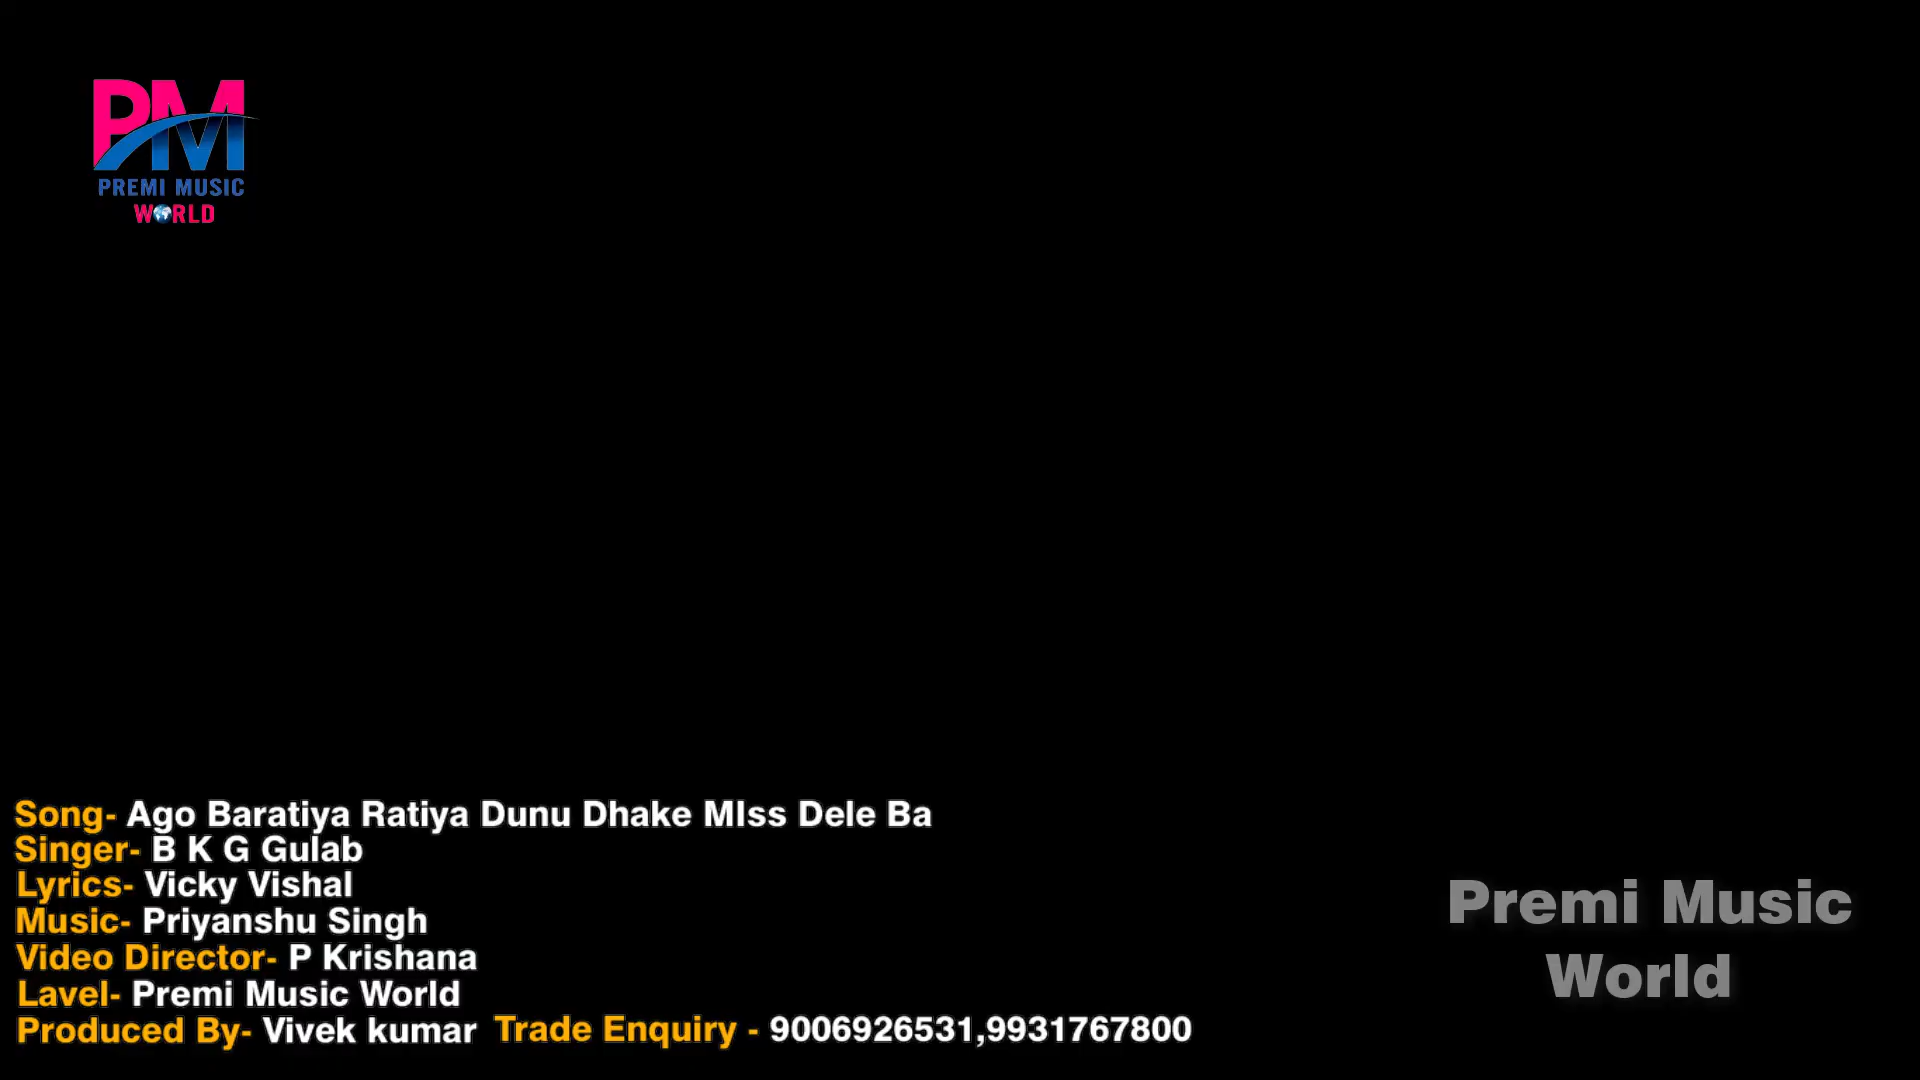 PM
PREMI MUSIC
WORLD
Song- Ago Baratiya Ratiya Dunu Dhake MIss Dele Ba
Singer- B K G Gulab
Lyrics- Vicky Vishal
Music- Priyanshu Singh
Video Director- P Krishana
Lavel- Premi Music World
Produced By- Vivek kumar Trade Enquiry - 9006926531,9931767800
Premi Music
World